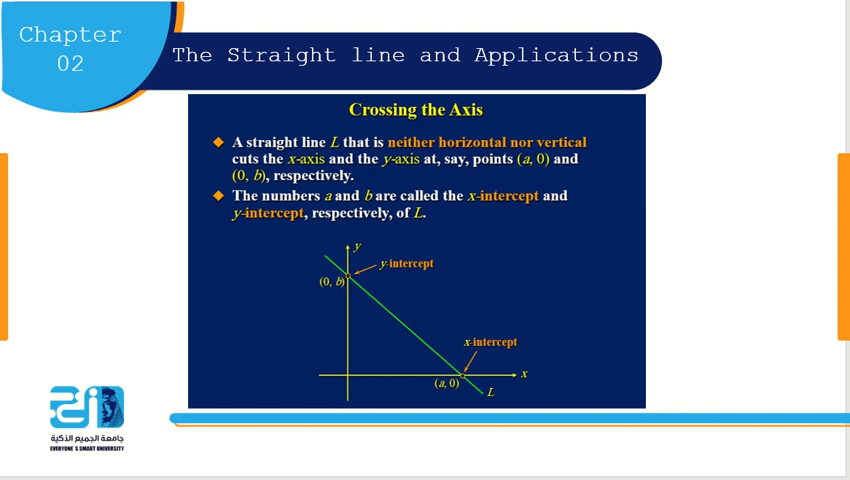 Chapter
02
The Straight line and Applications
Crossing the Axis
A straight line L that is neither horizontal nor vertical
cuts the x-axis and the y-axis at, say, points (a, 0) and
(0, b), respectively.
The numbers a and b are called the x-intercept and
y-intercept, respectively, of L.
y
y-intercept
(0, b)
x-intercept
x
(a, 0)
L
جامعة الجميع الذكية
EVERYONE`S SMART UNIVERSITY